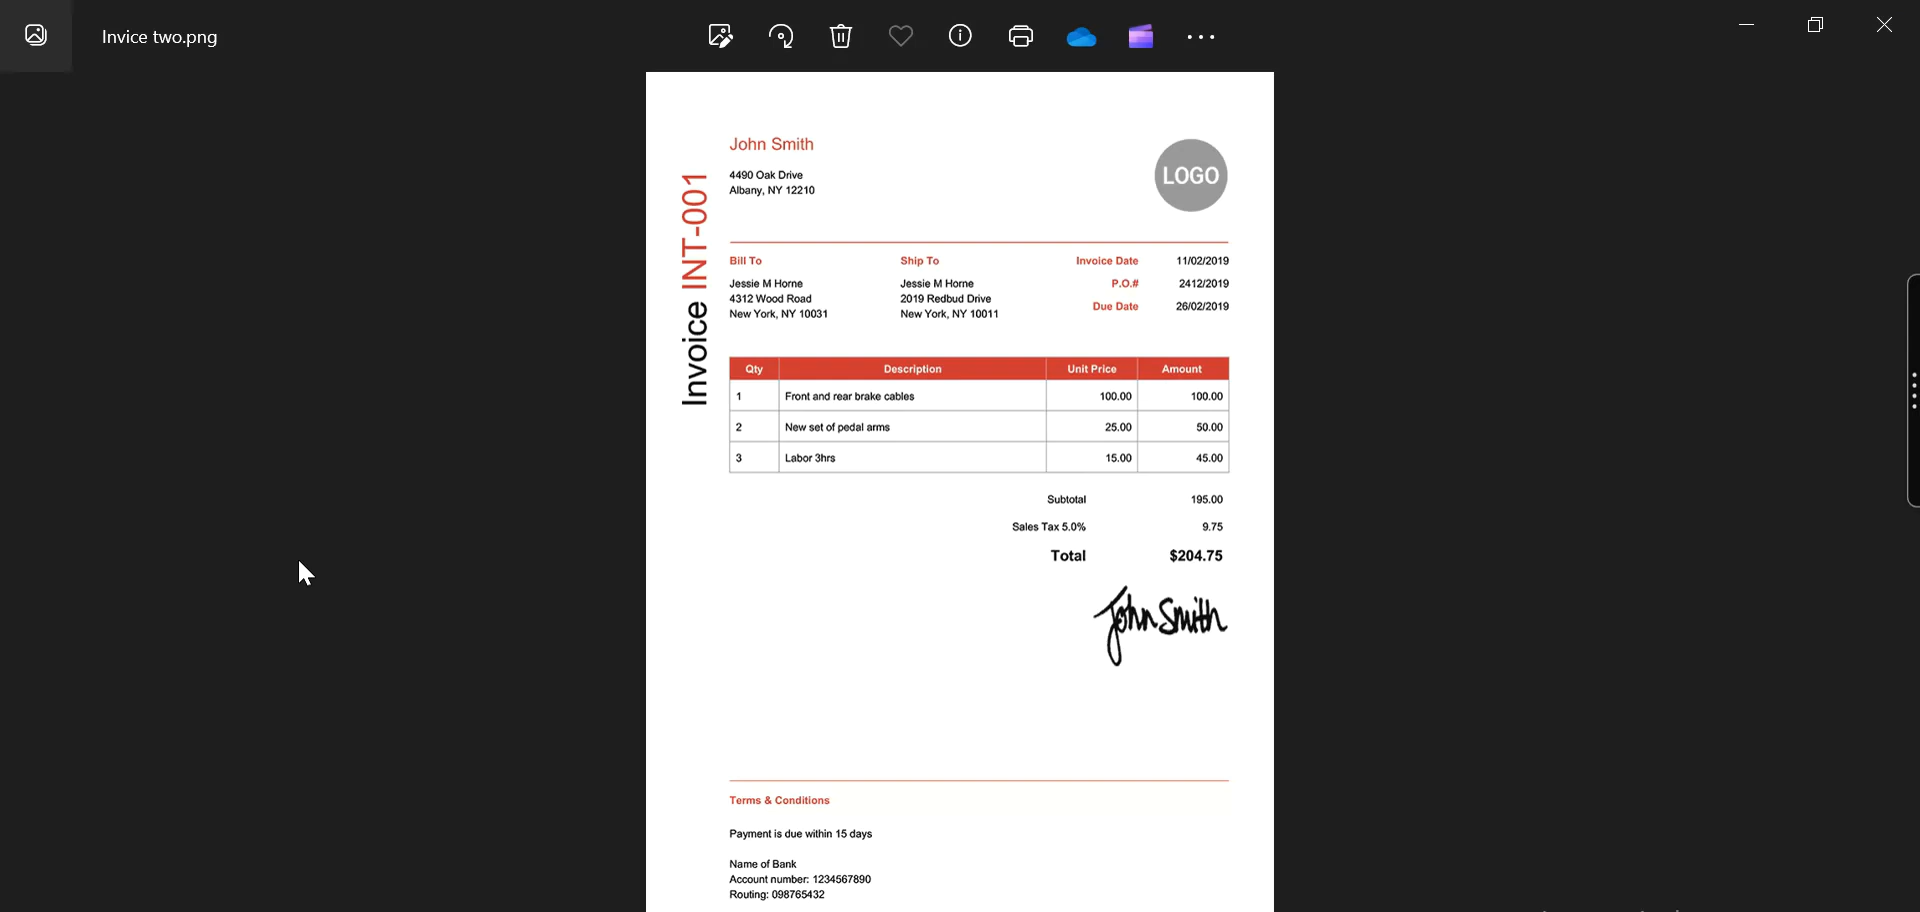 Invice two.png
John Smith
4490 Oak Drive
Albany, NY 12210
LOGO
Invoice INT-001
Bill To
Jessie M Horne
4312 Wood Road
New York, NY 10031
Ship To
Jessie M Horne
2019 Redbud Drive
New York, NY 10011
Invoice Date 11/02/2019
P.O.# 2412/2019
Due Date 26/02/2019
Qty Description Unit Price Amount
1 Front and rear brake cables 100.00 100.00
2 New set of pedal arms 25.00 50.00
3 Labor 3hrs 15.00 45.00
Subtotal 195.00
Sales Tax 5.0% 9.75
Total $204.75
John Smith
Terms & Conditions
Payment is due within 15 days
Name of Bank
Account number: 1234567890
Routing: 098765432